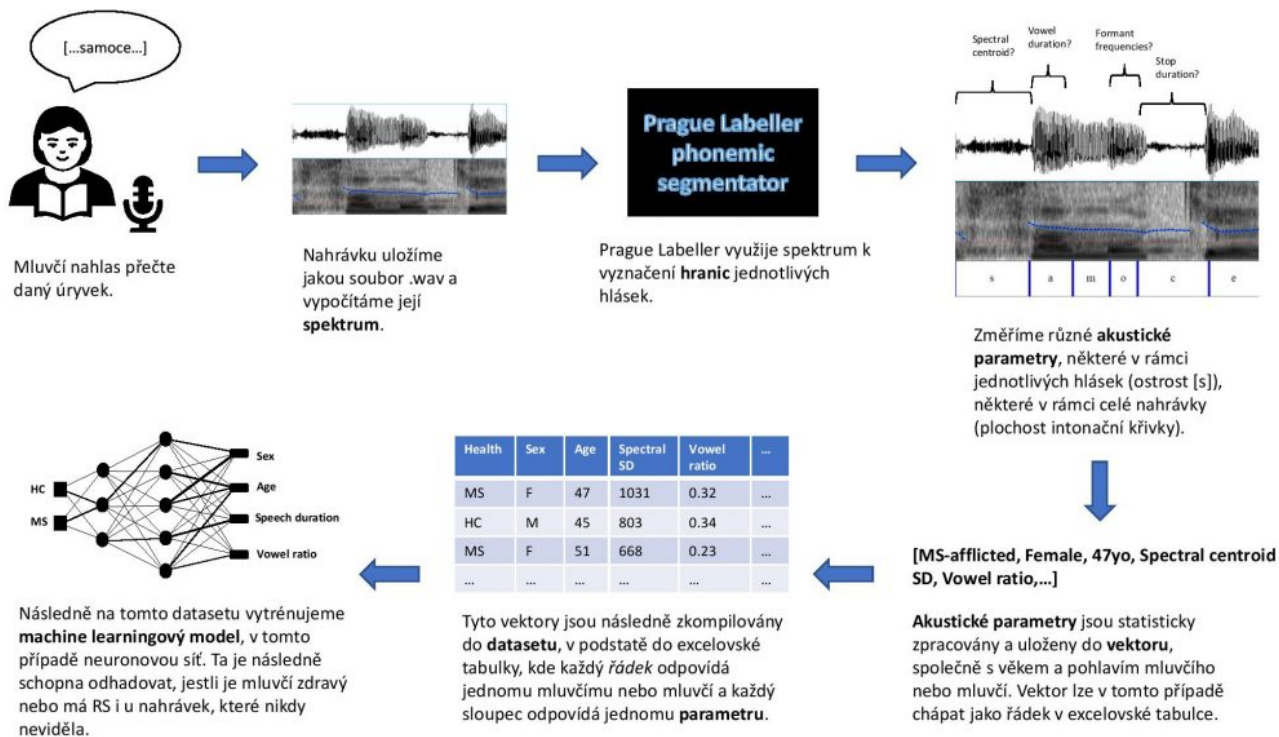 [...samoce...]
Mluvčí nahlas přečte
daný úryvek.
Nahrávku uložíme
jakou soubor .wav a
vypočítáme její
spektrum.
Prague Labeller
phonemic
segmentator
Prague Labeller využije spektrum k
vyznačení hranic jednotlivých
hlásek.
Spectral
centroid?
Vowel
duration?
Formant
frequencies?
Stop
duration?
s a m o c e
Změříme různé akustické
parametry, některé v rámci
jednotlivých hlásek (ostrost [s]),
některé v rámci celé nahrávky
(plochost intonační křivky).
[MS-afflicted, Female, 47yo, Spectral centroid
SD, Vowel ratio,...]
Akustické parametry jsou statisticky
zpracovány a uloženy do vektoru,
společně s věkem a pohlavím mluvčího
nebo mluvčí. Vektor lze v tomto případě
chápat jako řádek v excelovské tabulce.
Health Sex Age Spectral SD Vowel ratio ...
MS F 47 1031 0.32 ...
HC M 45 803 0.34 ...
MS F 51 668 0.23 ...
... ... ... ... ... ...
Tyto vektory jsou následně zkompilovány
do datasetu, v podstatě do excelovské
tabulky, kde každý řádek odpovídá
jednomu mluvčímu nebo mluvčí a každý
sloupec odpovídá jednomu parametru.
HC
MS
Sex
Age
Speech duration
Vowel ratio
Následně na tomto datasetu vytrénujeme
machine learningový model, v tomto
případě neuronovou síť. Ta je následně
schopna odhadovat, jestli je mluvčí zdravý
nebo má RS i u nahrávek, které nikdy
neviděla.